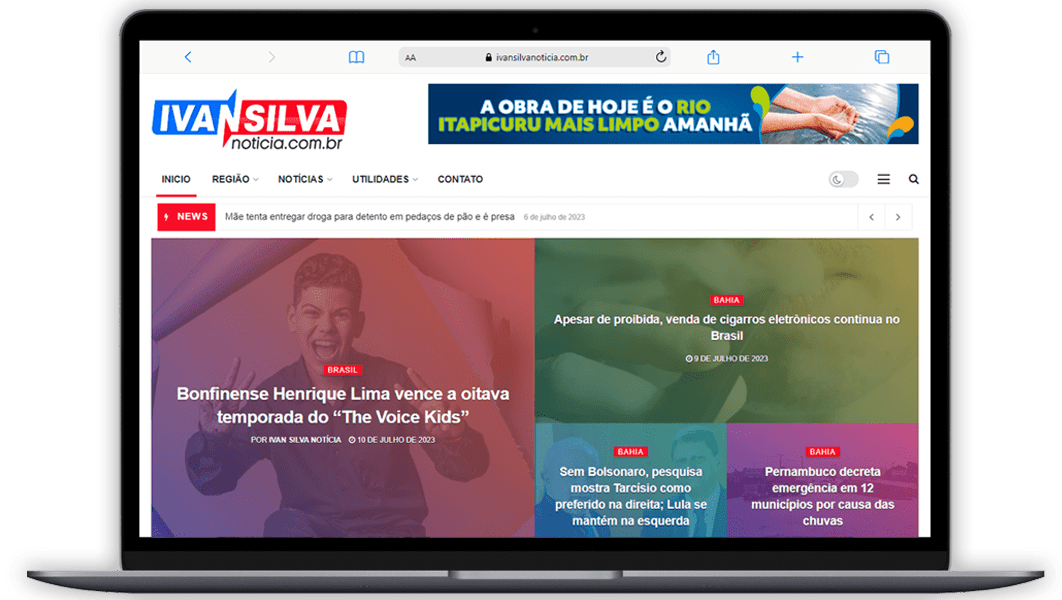 AA
ivansilvanoticia.com.br
IVAN SILVA
noticia.com.br
A OBRA DE HOJE É O RIO
ITAPICURU MAIS LIMPO AMANHÃ
INICIO REGIÃO NOTÍCIAS UTILIDADES CONTATO
NEWS Mãe tenta entregar droga para detento em pedaços de pão e é presa 6 de julho de 2023
BRASIL
Bonfinense Henrique Lima vence a oitava
temporada do “The Voice Kids”
POR IVAN SILVA NOTÍCIA 10 DE JULHO DE 2023
BAHIA
Apesar de proibida, venda de cigarros eletrônicos continua no
Brasil
9 DE JULHO DE 2023
BAHIA
Sem Bolsonaro, pesquisa
mostra Tarcísio como
preferido na direita; Lula se
mantém na esquerda
BAHIA
Pernambuco decreta
emergência em 12
municípios por causa das
chuvas